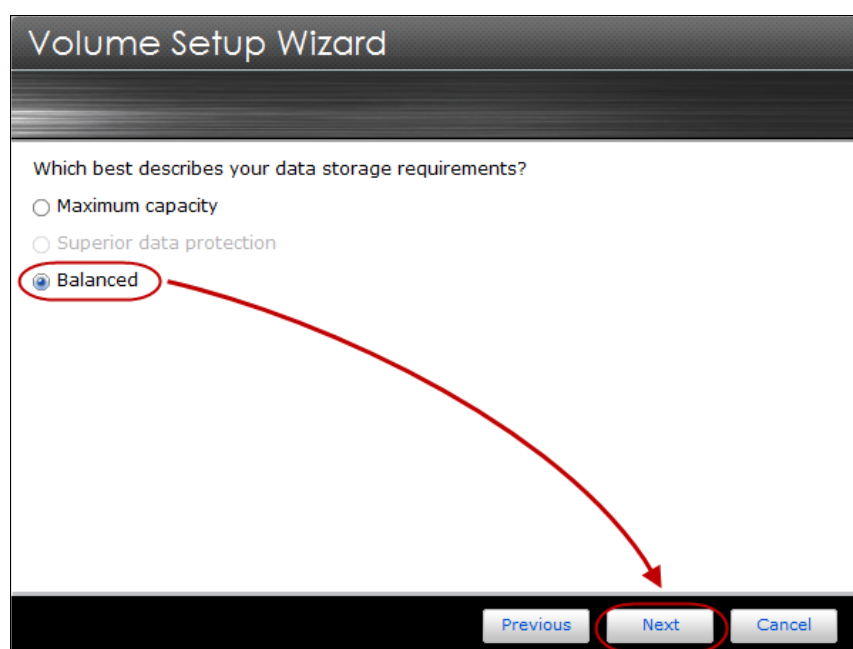 Volume Setup Wizard
Which best describes your data storage requirements?
Maximum capacity
Superior data protection
Balanced
Previous Next Cancel